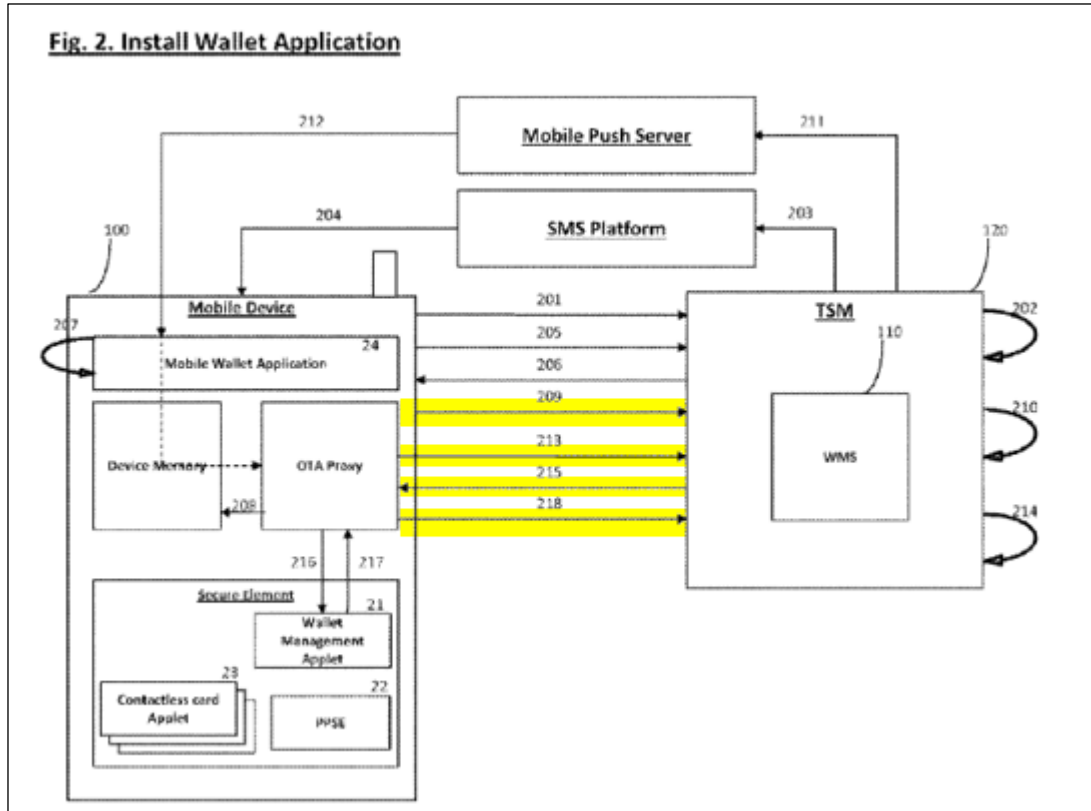 Fig. 2. Install Wallet Application
212
Mobile Push Server
211
204
SMS Platform
203
100
120
Mobile Device
201
TSM
207
24
205
202
110
Mobile Wallet Application
206
209
210
213
Device Memory
OTA Proxy
WMS
215
208
218
214
216
217
Secure Element
21
Wallet
Management
Applet
23
22
Contactless card
Applet
PPSE